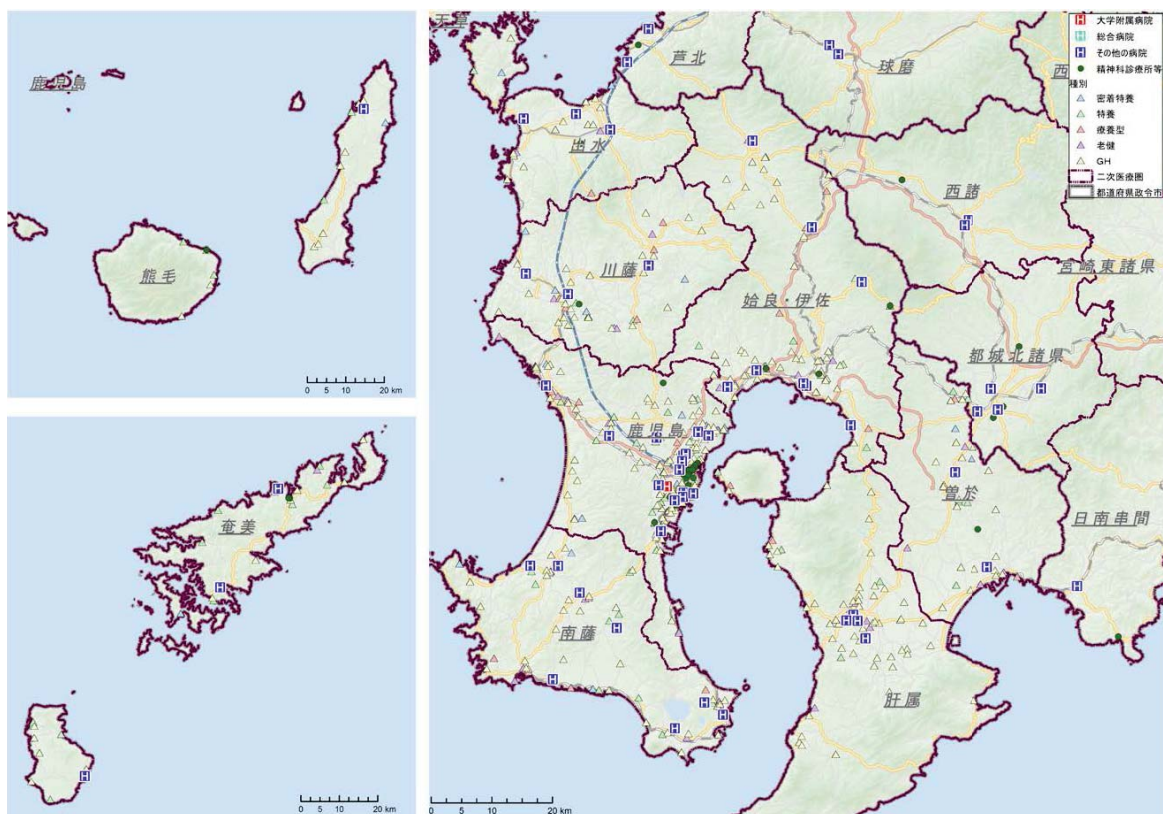 鹿児島
熊毛
0 5 10 20 km
奄美
0 5 10 20 km
天草
芦北
球磨
西
出水
西諸
川薩
姶良・伊佐
宮崎東諸県
都城北諸県
鹿児島
曽於
日南串間
南薩
肝属
0 5 10 20 km
大学附属病院
総合病院
その他の病院
精神科診療所等
種別
密着特養
特養
療養型
老健
GH
二次医療圏
都道府県政令市